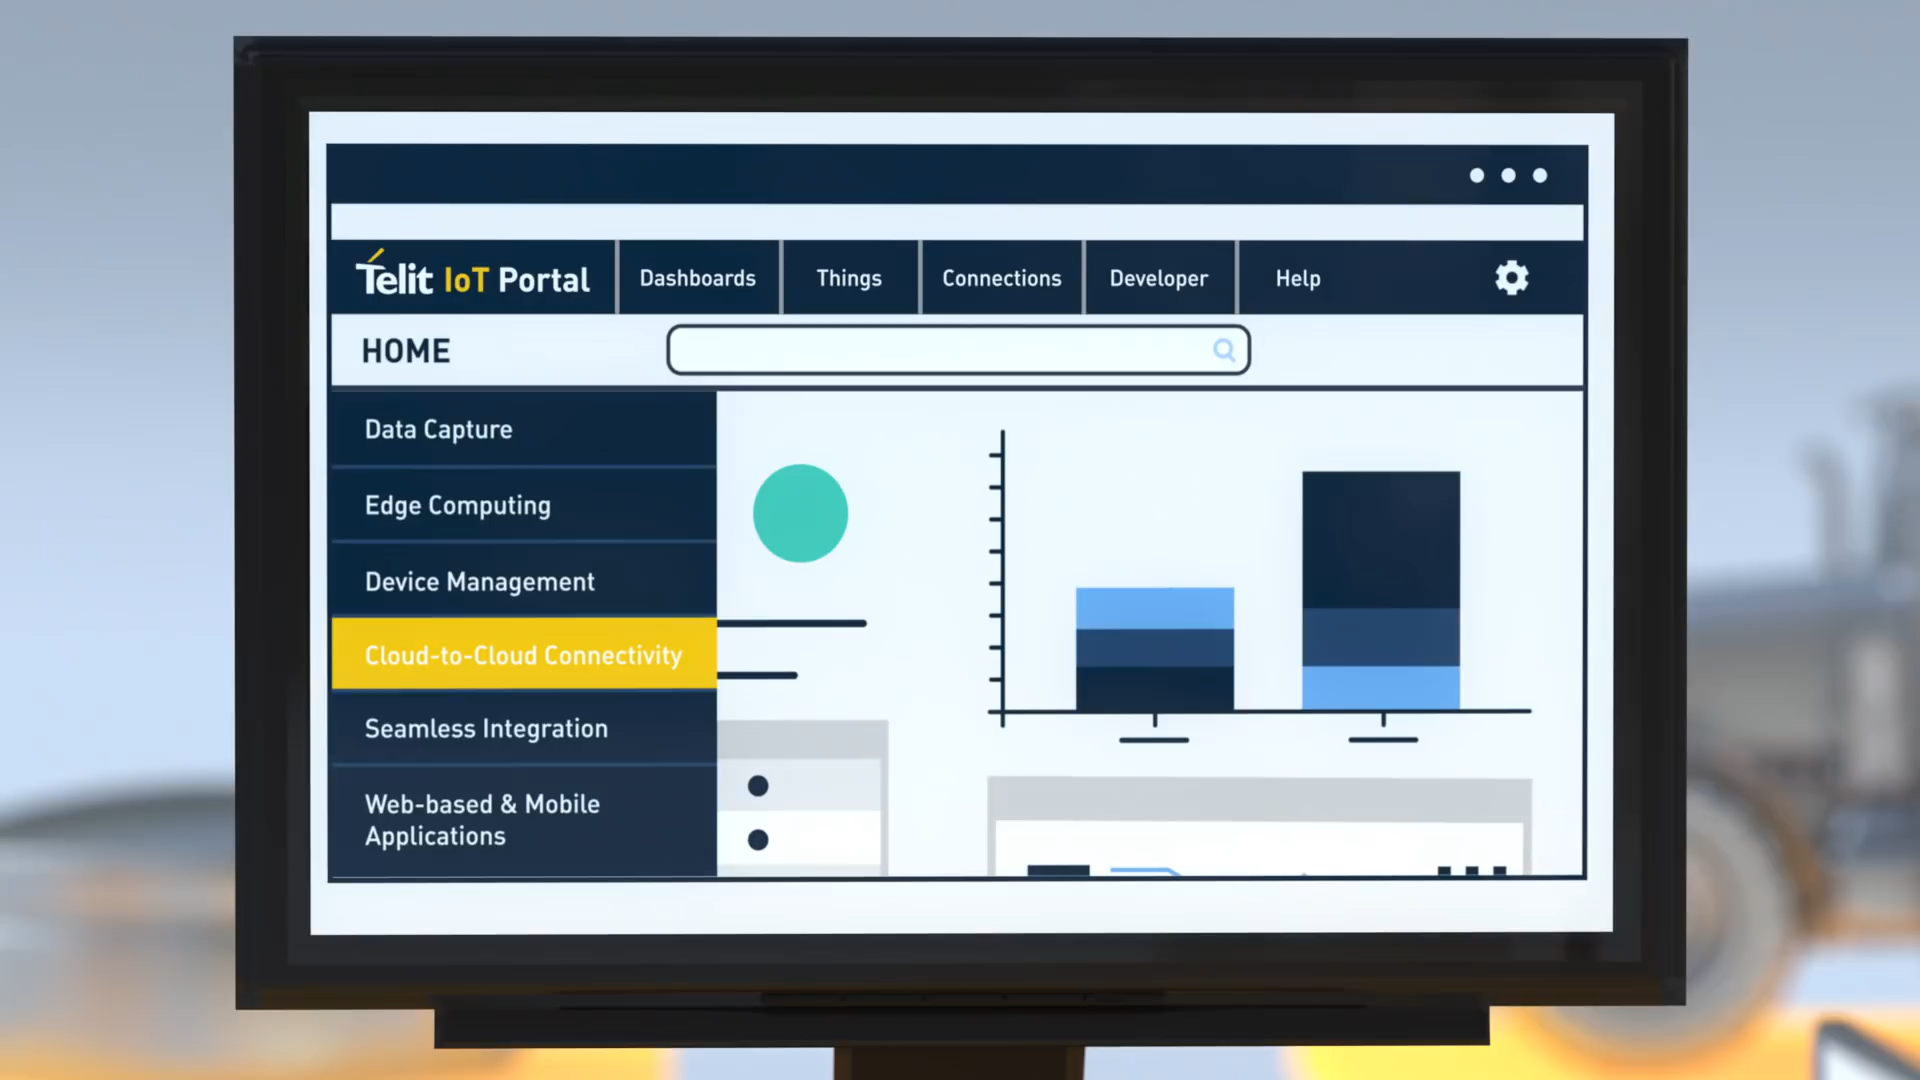 Telit IoT Portal
Dashboards
Things
Connections
Developer
Help
HOME
Data Capture
Edge Computing
Device Management
Cloud-to-Cloud Connectivity
Seamless Integration
Web-based & Mobile
Applications